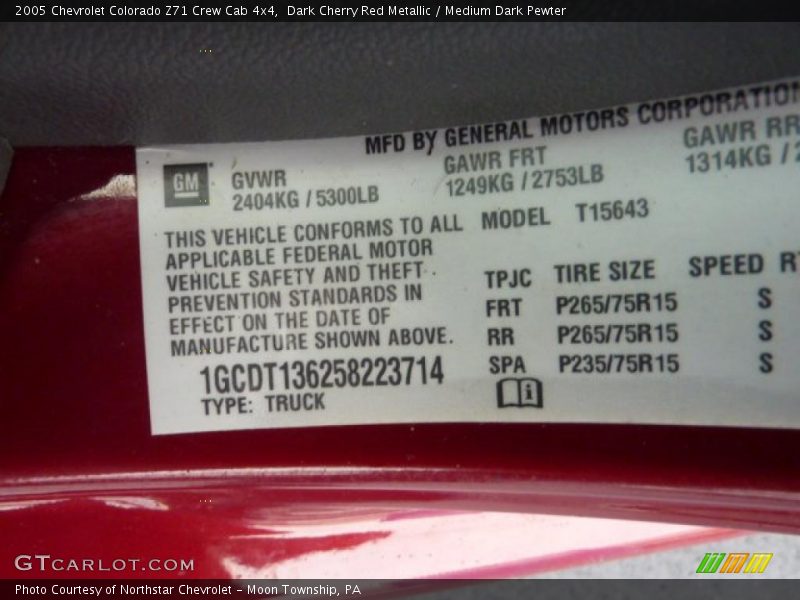 2005 Chevrolet Colorado Z71 Crew Cab 4x4,  Dark Cherry Red Metallic / Medium Dark Pewter
MFD BY GENERAL MOTORS CORPORATION
GM
GVWR
2404KG / 5300LB
GAWR FRT
1249KG / 2753LB
GAWR RR
1314KG / 2
THIS VEHICLE CONFORMS TO ALL
APPLICABLE FEDERAL MOTOR
VEHICLE SAFETY AND THEFT
PREVENTION STANDARDS IN
EFFECT ON THE DATE OF
MANUFACTURE SHOWN ABOVE.
1GCDT136258223714
TYPE: TRUCK
MODEL T15643
TPJC TIRE SIZE SPEED
FRT P265/75R15 S
RR P265/75R15 S
SPA P235/75R15 S
GTCARLOT.COM
Photo Courtesy of Northstar Chevrolet - Moon Township, PA